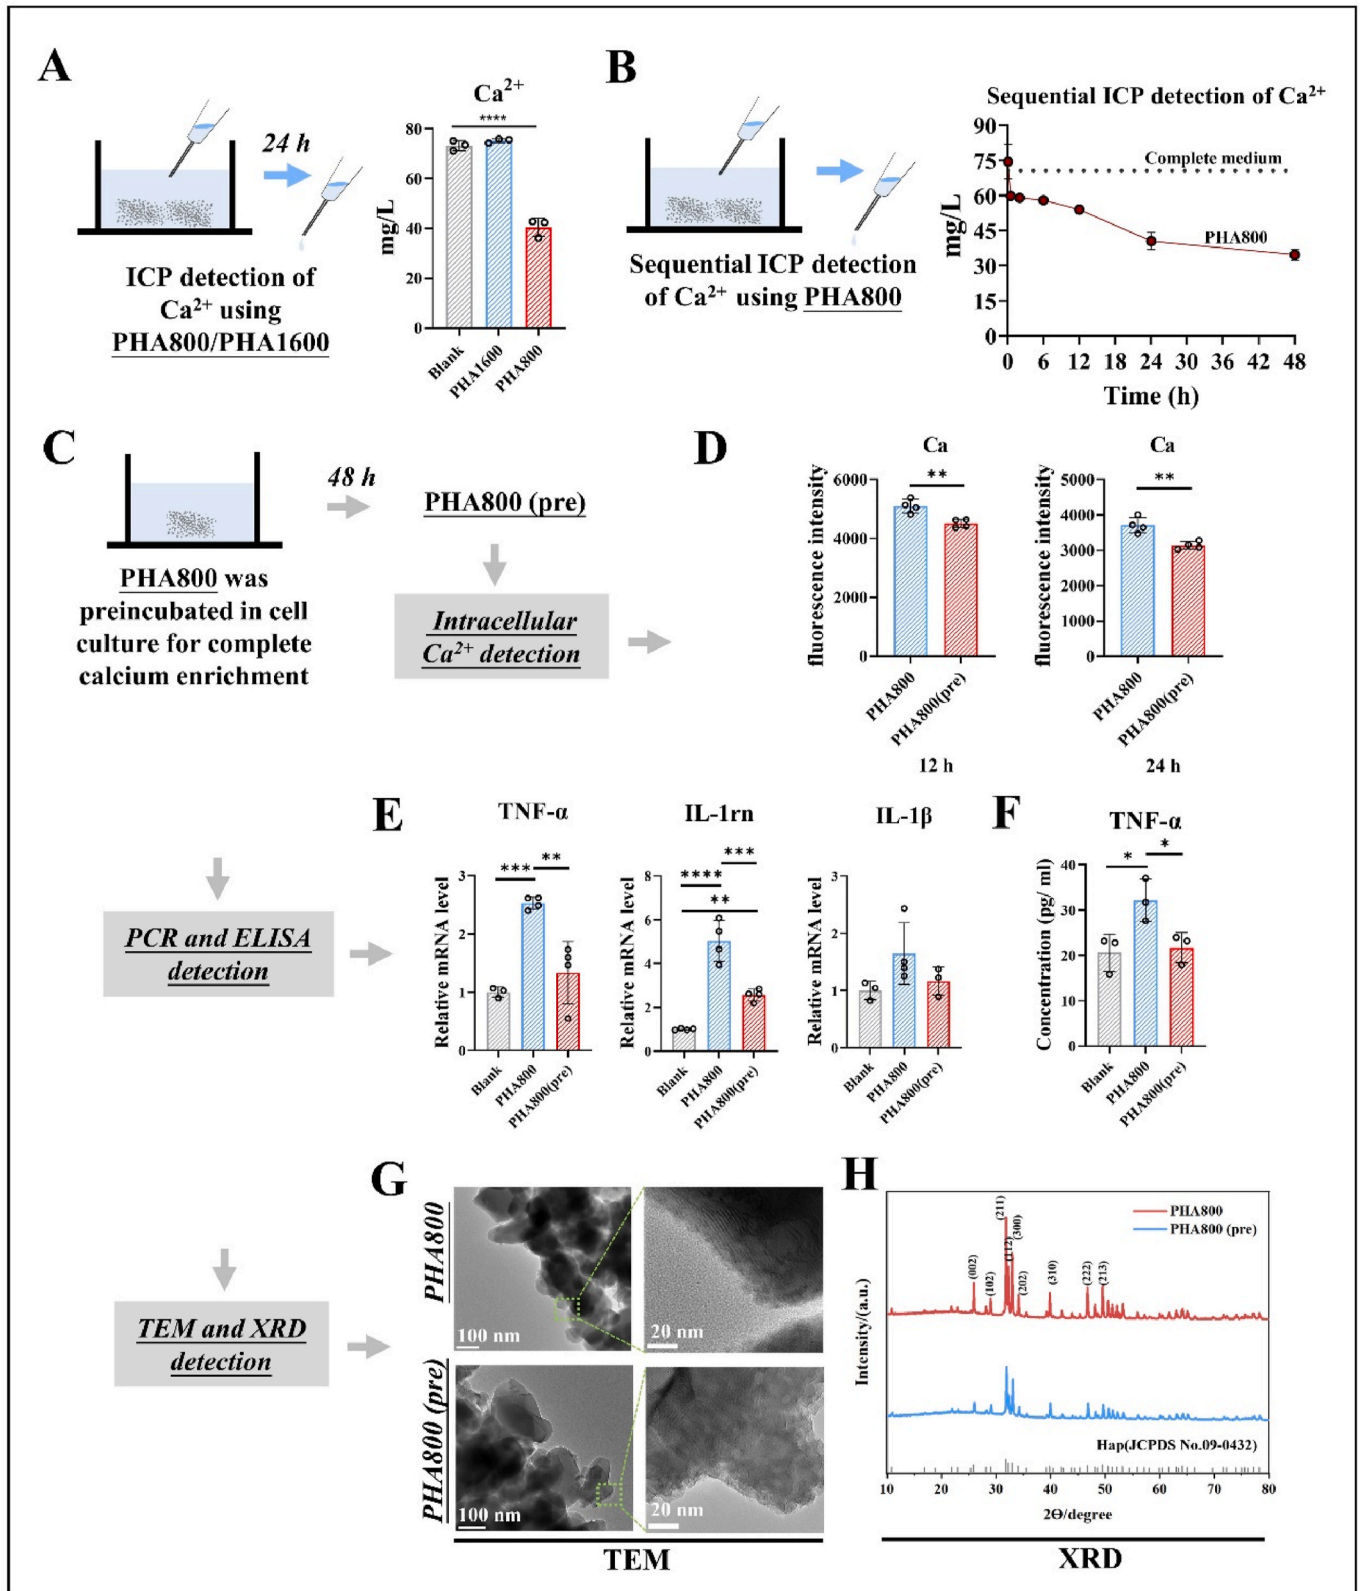 A
24 h
ICP detection of
Ca²⁺ using
PHA800/PHA1600
Ca²⁺
****
80
60
40
20
0
mg/L
Blank
PHA1600
PHA800
B
Sequential ICP detection
of Ca²⁺ using PHA800
Sequential ICP detection of Ca²⁺
90
75
60
45
30
15
0
mg/L
Complete medium
PHA800
0 6 12 18 24 30 36 42 48
Time (h)
C
48 h
PHA800 (pre)
PHA800 was
preincubated in cell
culture for complete
calcium enrichment
Intracellular
Ca²⁺ detection
D
Ca
**
6000
4000
2000
0
fluorescence intensity
PHA800
PHA800(pre)
12 h
Ca
**
5000
4000
3000
2000
1000
0
fluorescence intensity
PHA800
PHA800(pre)
24 h
PCR and ELISA
detection
E
TNF-α
*** **
3
2
1
0
Relative mRNA level
Blank
PHA800
PHA800(pre)
IL-1rn
***
****
**
8
6
4
2
0
Relative mRNA level
Blank
PHA800
PHA800(pre)
IL-1β
3
2
1
0
Relative mRNA level
Blank
PHA800
PHA800(pre)
F
TNF-α
* *
40
30
20
10
0
Concentration (pg/ ml)
Blank
PHA800
PHA800(pre)
TEM and XRD
detection
G
PHA800
100 nm
20 nm
PHA800 (pre)
100 nm
20 nm
TEM
H
PHA800
PHA800 (pre)
(002)
(102)
(211)
(112)
(300)
(202)
(310)
(222)
(213)
Intensity/(a.u.)
Hap(JCPDS No.09-0432)
10 20 30 40 50 60 70 80
2Θ/degree
XRD